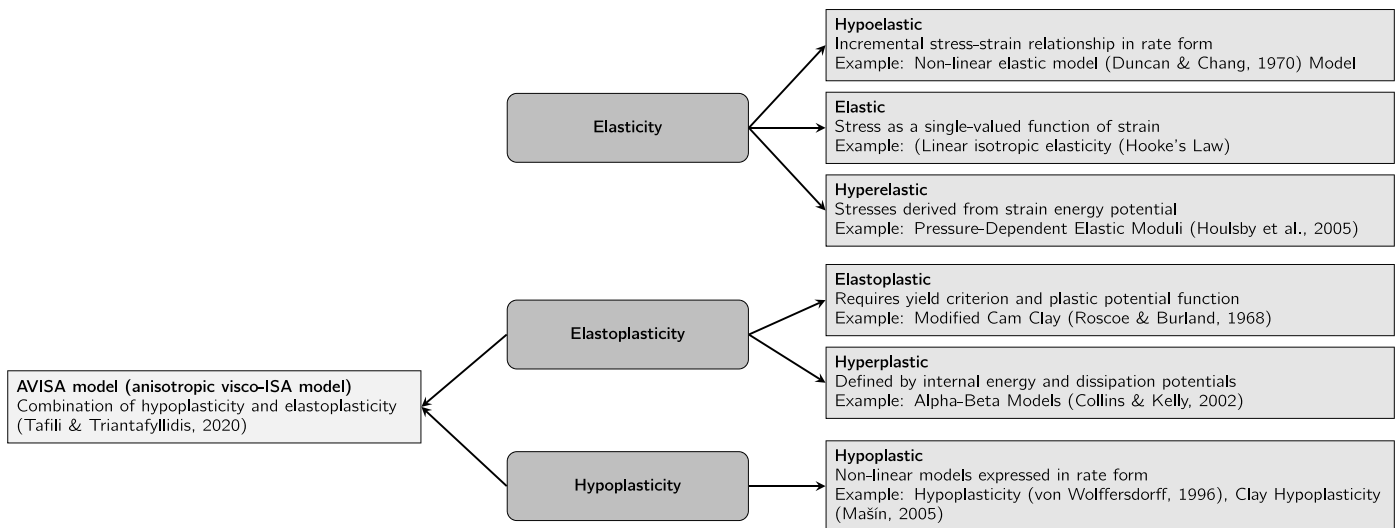 Hypoelastic
Incremental stress-strain relationship in rate form
Example: Non-linear elastic model (Duncan & Chang, 1970) Model
Elasticity
Elastic
Stress as a single-valued function of strain
Example: (Linear isotropic elasticity (Hooke's Law)
Hyperelastic
Stresses derived from strain energy potential
Example: Pressure-Dependent Elastic Moduli (Houlsby et al., 2005)
Elastoplasticity
Elastoplastic
Requires yield criterion and plastic potential function
Example: Modified Cam Clay (Roscoe & Burland, 1968)
Hyperplastic
Defined by internal energy and dissipation potentials
Example: Alpha-Beta Models (Collins & Kelly, 2002)
AVISA model (anisotropic visco-ISA model)
Combination of hypoplasticity and elastoplasticity
(Tafili & Triantafyllidis, 2020)
Hypoplasticity
Hypoplastic
Non-linear models expressed in rate form
Example: Hypoplasticity (von Wolffersdorff, 1996), Clay Hypoplasticity
(Mašín, 2005)